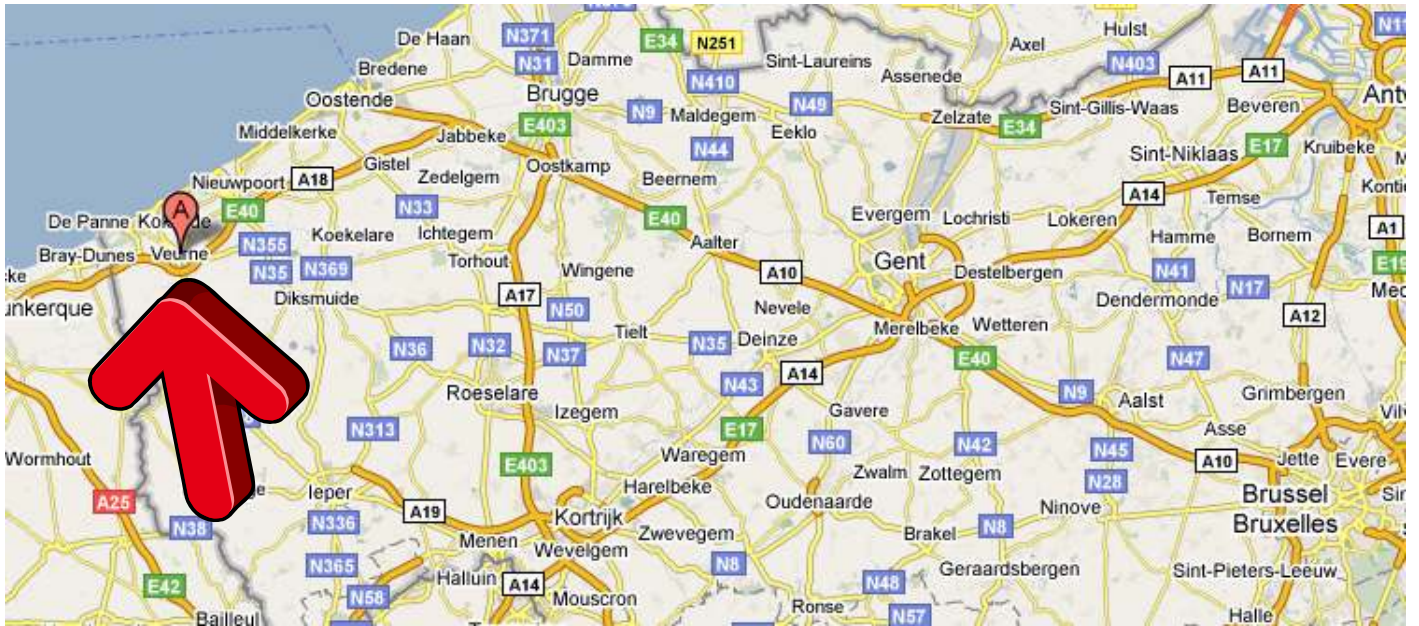 N371
E34
N251
De Haan
N31
Damme
Axel
Hulst
N403
Bredene
N410
Sint-Laureins
Assenede
A11
A11
Oostende
Brugge
N9
Maldegem
N49
Zelzate
Sint-Gillis-Waas
Beveren
Middelkerke
Jabbeke
E403
Eeklo
E34
N44
Sint-Niklaas
E17
Kruibeke
Gistel
Zedelgem
Oostkamp
Beernem
Nieuwpoort
A18
A14
Temse
De Panne
A
E40
N33
E40
Evergem
Lochristi
Lokeren
Hamme
Bornem
A1
Bray-Dunes
Veurne
N355
Koekelare
Ichtegem
Aalter
Gent
N35
N369
Torhout
Wingene
A10
Destelbergen
N41
N17
E19
Diksmuide
A17
N50
Nevele
Dendermonde
A12
Tielt
N35
Deinze
Merelbeke
Wetteren
N36
N32
N37
E40
N47
Roeselare
N43
A14
N9
Aalst
Grimbergen
Izegem
Gavere
N313
E17
N60
N42
N45
Asse
Wormhout
E403
Waregem
Zwalm
Zottegem
A10
Jette
Evere
A25
Ieper
Harelbeke
Oudenaarde
N28
Brussel
N38
N336
A19
Kortrijk
Ninove
Bruxelles
Menen
Wevelgem
Zwevegem
Brakel
N8
N365
N8
E42
Halluin
A14
N48
Geraardsbergen
Sint-Pieters-Leeuw
N58
Mouscron
Ronse
Bailleul
N57
Halle